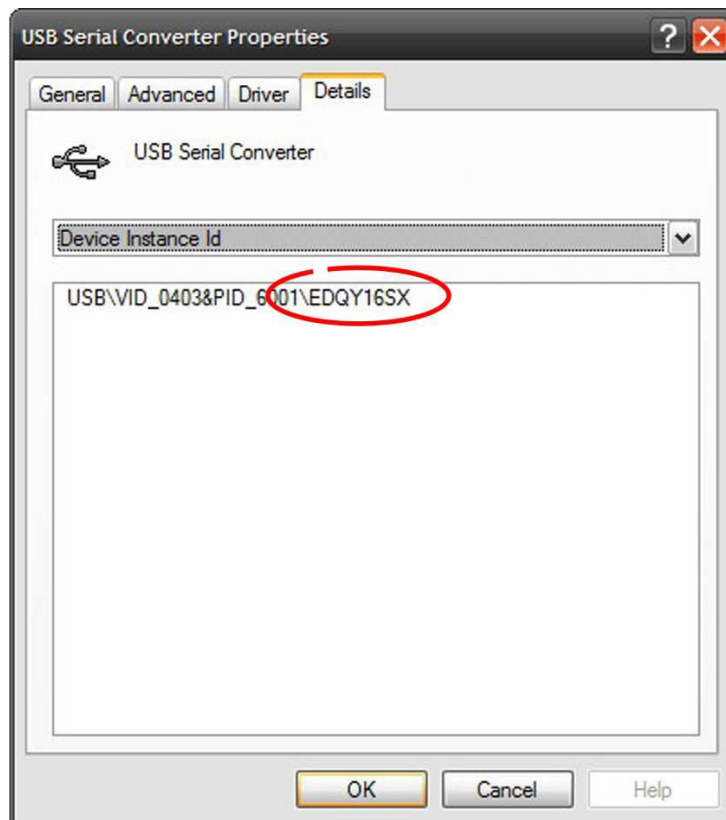 USB Serial Converter Properties
General Advanced Driver Details
USB Serial Converter
Device Instance Id
USB\VID_0403&PID_6001\EDQY16SX
OK Cancel Help